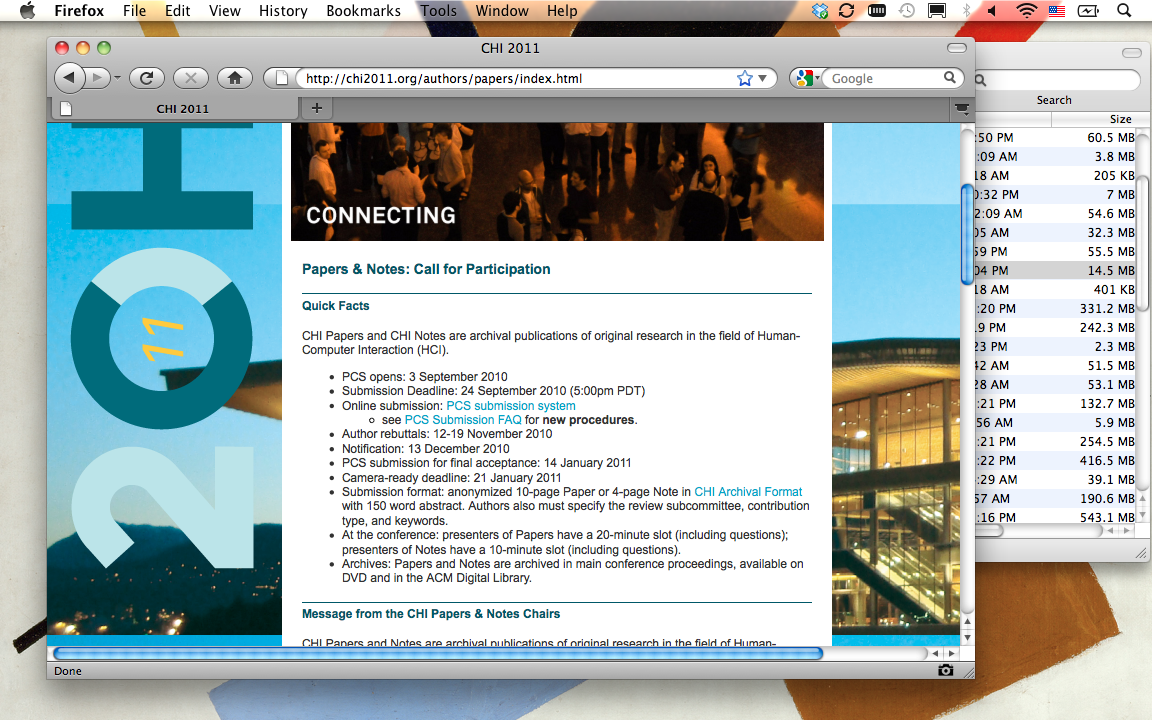 Firefox File Edit View History Bookmarks Tools Window Help
CHI 2011
http://chi2011.org/authors/papers/index.html
Google
CHI 2011
Search
Size
:50 PM 60.5 MB
:09 AM 3.8 MB
18 AM 205 KB
0:32 PM 7 MB
2:09 AM 54.6 MB
05 AM 32.3 MB
59 PM 55.5 MB
04 PM 14.5 MB
18 AM 401 KB
:20 PM 331.2 MB
19 PM 242.3 MB
23 PM 2.3 MB
42 AM 51.5 MB
28 AM 53.1 MB
:21 PM 132.7 MB
56 AM 5.9 MB
:21 PM 254.5 MB
:22 PM 416.5 MB
:29 AM 39.1 MB
57 AM 190.6 MB
:16 PM 543.1 MB
2CH
11
CONNECTING
Papers & Notes: Call for Participation
Quick Facts
CHI Papers and CHI Notes are archival publications of original research in the field of Human-
Computer Interaction (HCI).
• PCS opens: 3 September 2010
• Submission Deadline: 24 September 2010 (5:00pm PDT)
• Online submission: PCS submission system
◦ see PCS Submission FAQ for new procedures.
• Author rebuttals: 12-19 November 2010
• Notification: 13 December 2010
• PCS submission for final acceptance: 14 January 2011
• Camera-ready deadline: 21 January 2011
• Submission format: anonymized 10-page Paper or 4-page Note in CHI Archival Format
with 150 word abstract. Authors also must specify the review subcommittee, contribution
type, and keywords.
• At the conference: presenters of Papers have a 20-minute slot (including questions);
presenters of Notes have a 10-minute slot (including questions).
• Archives: Papers and Notes are archived in main conference proceedings, available on
DVD and in the ACM Digital Library.
Message from the CHI Papers & Notes Chairs
CHI Papers and Notes are archival publications of original research in the field of Human-
Done